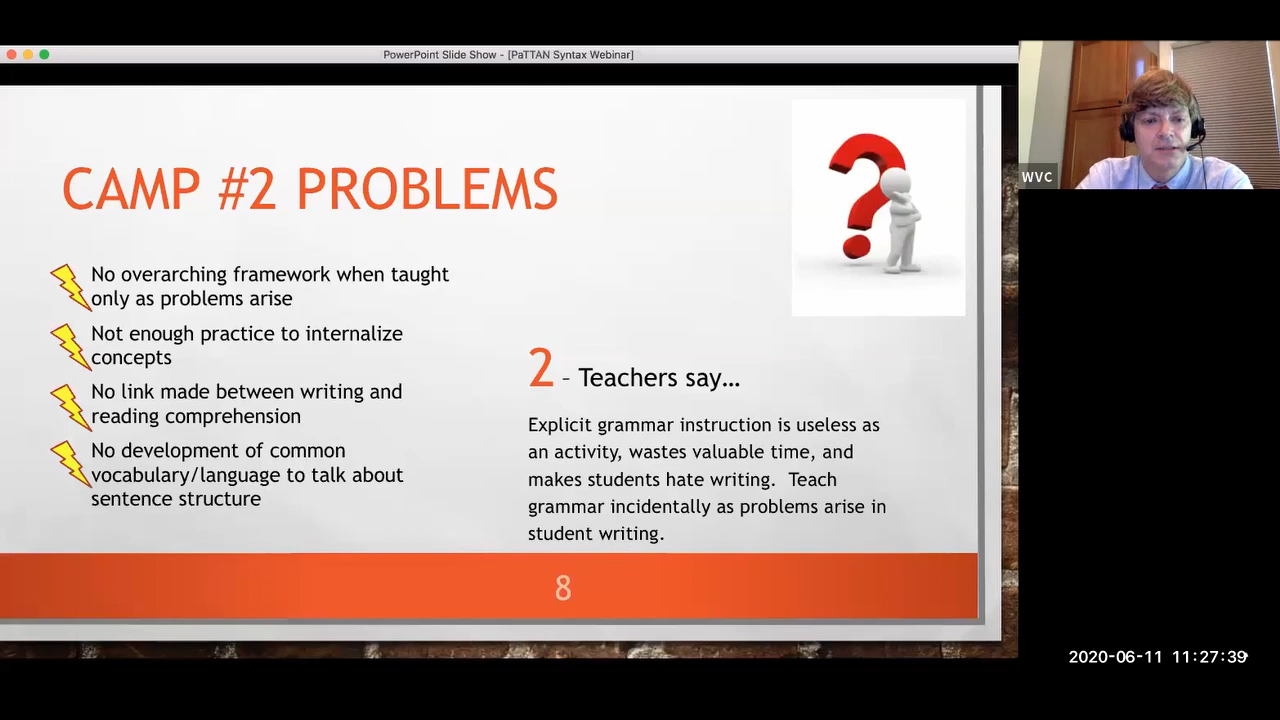 PowerPoint Slide Show - [PaTTAN Syntax Webinar]
WVC
CAMP #2 PROBLEMS
No overarching framework when taught
only as problems arise
Not enough practice to internalize
concepts
No link made between writing and
reading comprehension
No development of common
vocabulary/language to talk about
sentence structure
2 – Teachers say…
Explicit grammar instruction is useless as
an activity, wastes valuable time, and
makes students hate writing. Teach
grammar incidentally as problems arise in
student writing.
8
2020-06-11 11:27:39